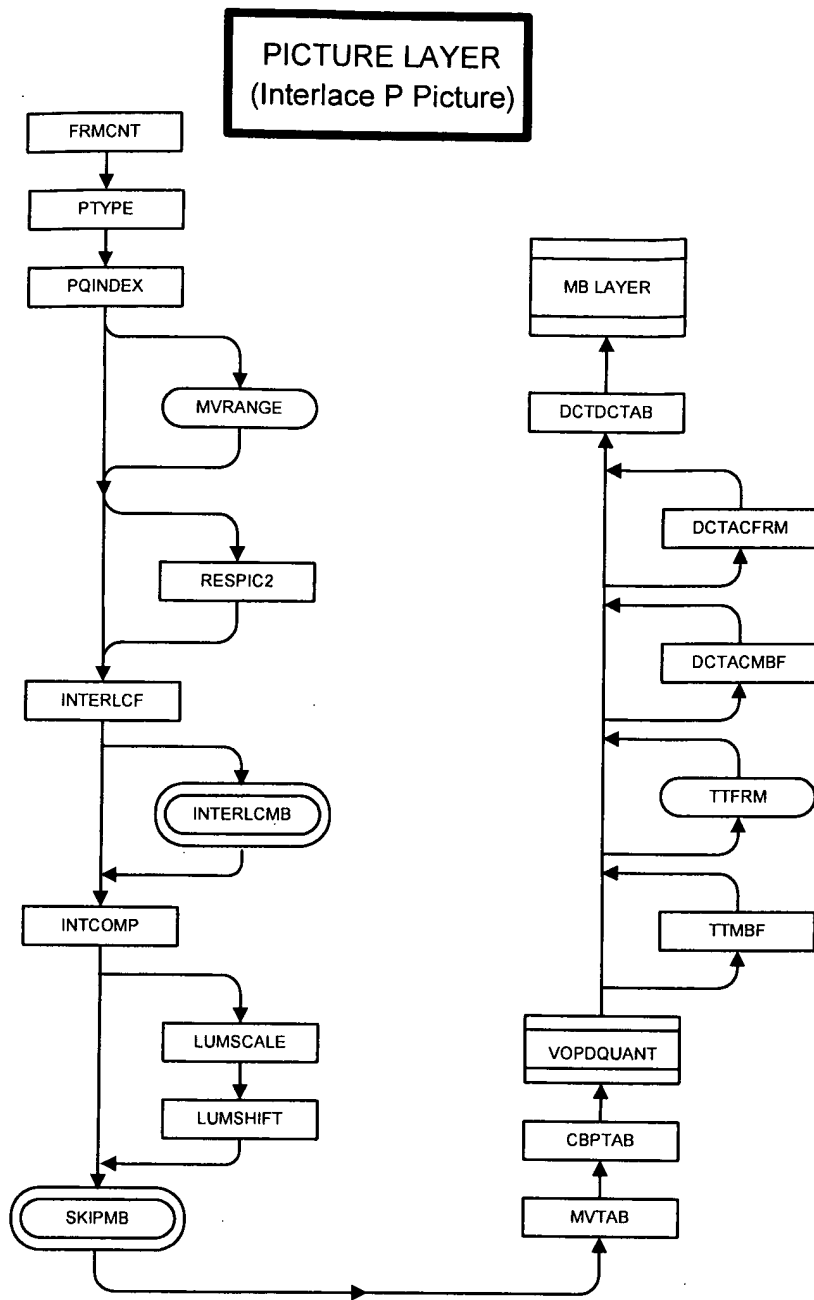 PICTURE LAYER
(Interlace P Picture)
FRMCNT
PTYPE
PQINDEX
MVRANGE
RESPIC2
INTERLCF
INTERLCMB
INTCOMP
LUMSCALE
LUMSHIFT
SKIPMB
MB LAYER
DCTDCTAB
DCTACFRM
DCTACMBF
TTFRM
TTMBF
VOPDQUANT
CBPTAB
MVTAB